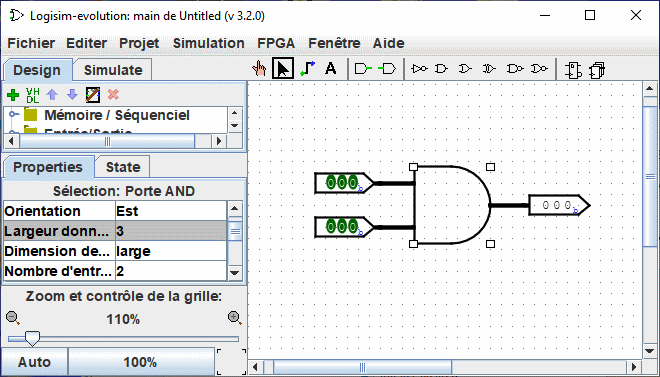 Logisim-evolution: main de Untitled (v 3.2.0)
Fichier Editer Projet Simulation FPGA Fenêtre Aide
Design Simulate
A
VH
DL
Mémoire / Séquenciel
Entrée/Sortie
Properties State
Sélection: Porte AND
Orientation Est
Largeur donn... 3
Dimension de... large
Nombre d'entr... 2
Zoom et contrôle de la grille:
110%
Auto 100%
000
000
000